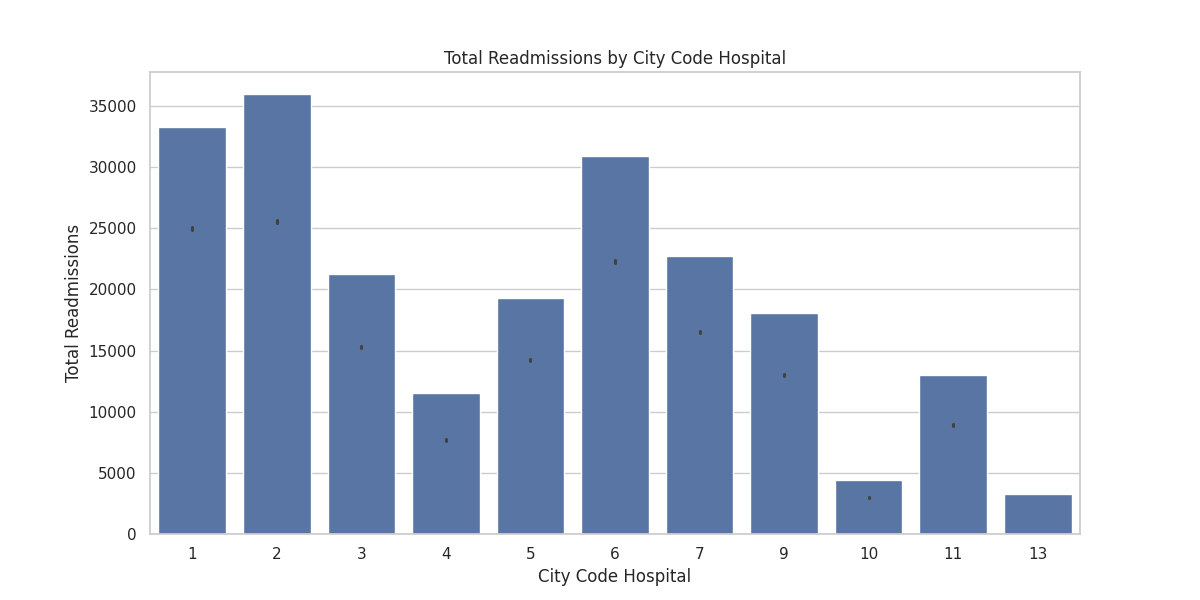 Total Readmissions by City Code Hospital
Total Readmissions
35000
30000
25000
20000
15000
10000
5000
0
1 2 3 4 5 6 7 9 10 11 13
City Code Hospital